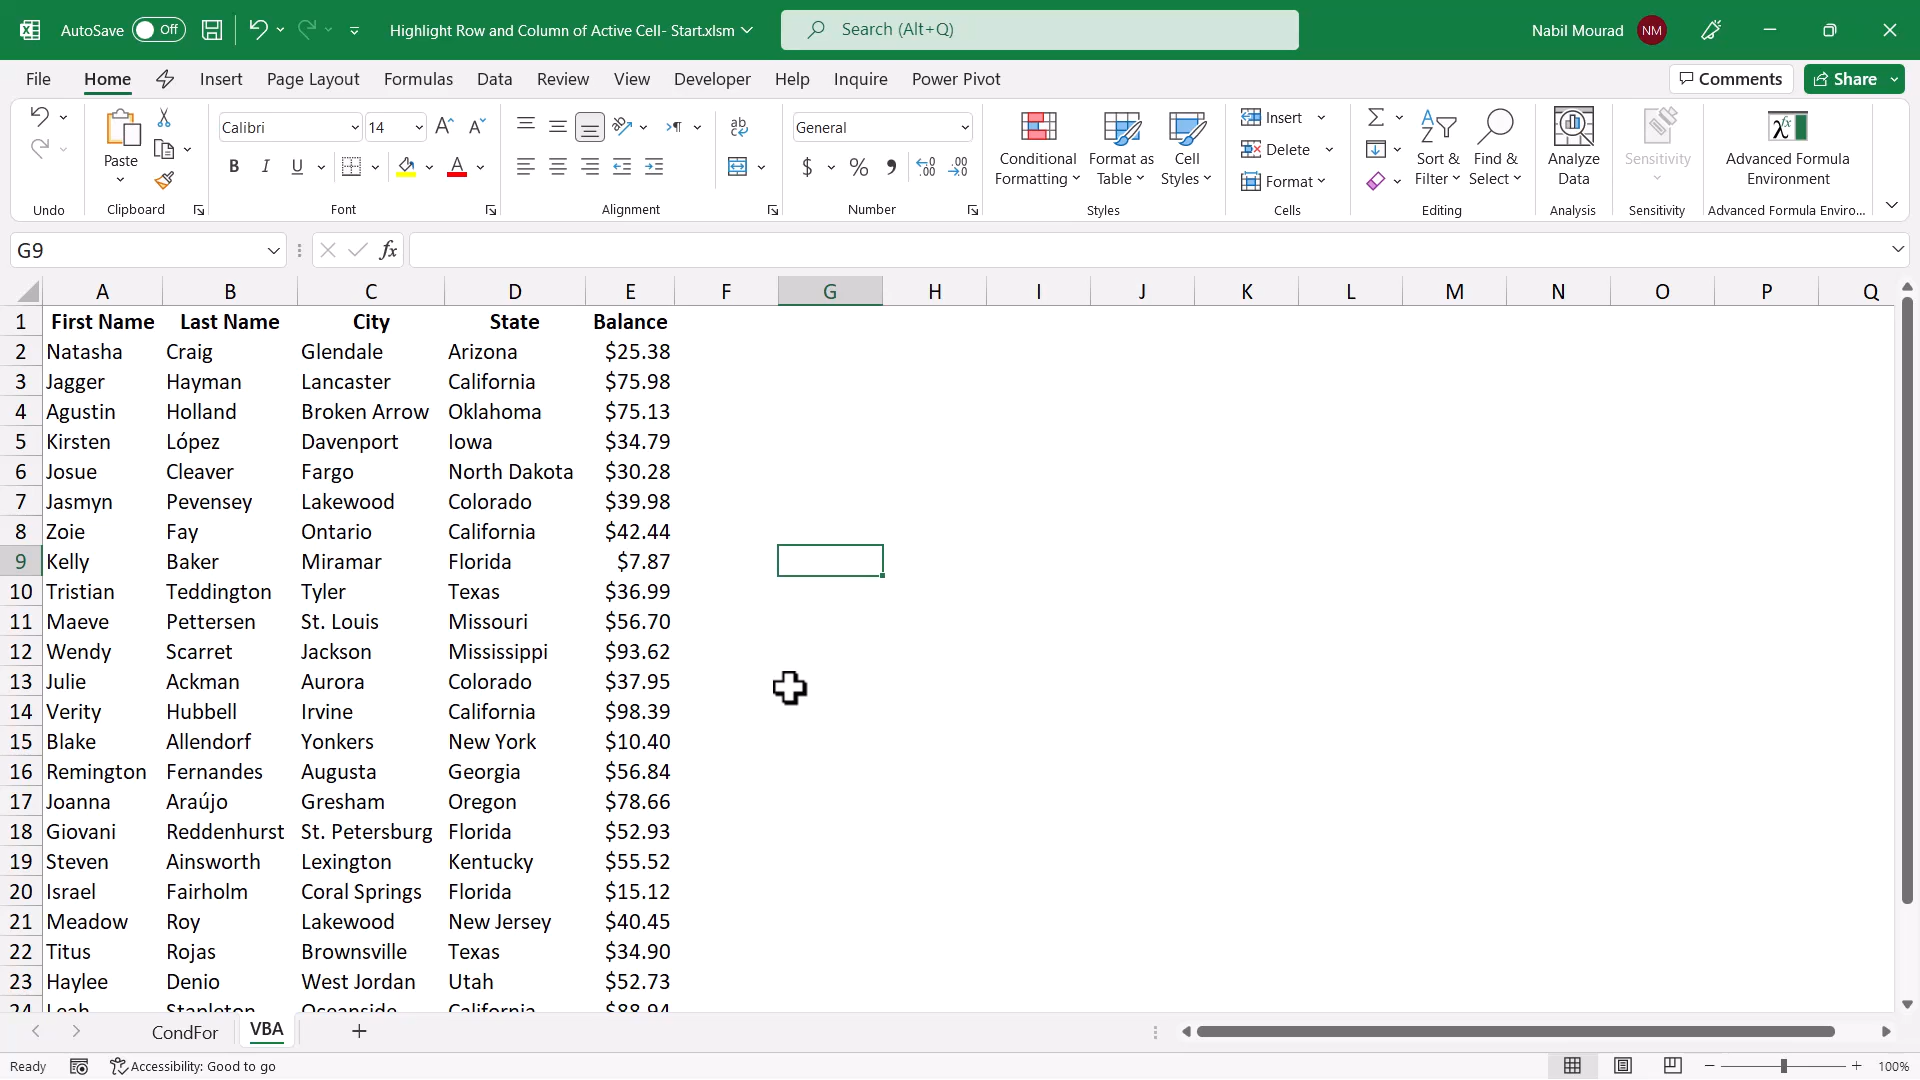 AutoSave Off Highlight Row and Column of Active Cell- Start.xlsm Search (Alt+Q) Nabil Mourad NM
File Home Insert Page Layout Formulas Data Review View Developer Help Inquire Power Pivot Comments Share
Calibri 14 General Insert
Paste Conditional Format as Cell Delete Sort & Find & Analyze Sensitivity Advanced Formula
B I U A $ % Formatting Table Styles Format Filter Select Data Environment
Undo Clipboard Font Alignment Number Styles Cells Editing Analysis Sensitivity Advanced Formula Enviro...
G9 fx
A B C D E F G H I J K L M N O P Q
1 First Name Last Name City State Balance
2 Natasha Craig Glendale Arizona $25.38
3 Jagger Hayman Lancaster California $75.98
4 Agustin Holland Broken Arrow Oklahoma $75.13
5 Kirsten López Davenport Iowa $34.79
6 Josue Cleaver Fargo North Dakota $30.28
7 Jasmyn Pevensey Lakewood Colorado $39.98
8 Zoie Fay Ontario California $42.44
9 Kelly Baker Miramar Florida $7.87
10 Tristian Teddington Tyler Texas $36.99
11 Maeve Pettersen St. Louis Missouri $56.70
12 Wendy Scarret Jackson Mississippi $93.62
13 Julie Ackman Aurora Colorado $37.95
14 Verity Hubbell Irvine California $98.39
15 Blake Allendorf Yonkers New York $10.40
16 Remington Fernandes Augusta Georgia $56.84
17 Joanna Araújo Gresham Oregon $78.66
18 Giovani Reddenhurst St. Petersburg Florida $52.93
19 Steven Ainsworth Lexington Kentucky $55.52
20 Israel Fairholm Coral Springs Florida $15.12
21 Meadow Roy Lakewood New Jersey $40.45
22 Titus Rojas Brownsville Texas $34.90
23 Haylee Denio West Jordan Utah $52.73
24 Leah Stapleton Oceanside California $88.94
CondFor VBA
Ready Accessibility: Good to go 100%